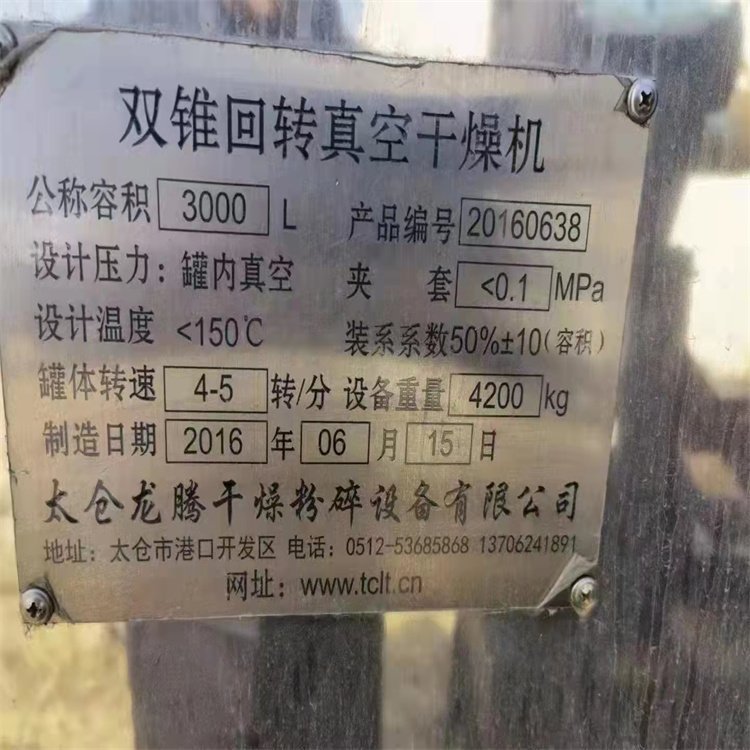 双锥回转真空干燥机
公称容积 3000 L 产品编号 20160638
设计压力：罐内真空 夹套 <0.1 MPa
设计温度 <150℃ 装系系数50%±10(容积)
罐体转速 4-5 转/分 设备重量 4200 kg
制造日期 2016 年 06 月 15 日
太仓龙腾干燥粉碎设备有限公司
地址：太仓市港口开发区 电话：0512-53685868 13706241891
网址：www.tclt.cn